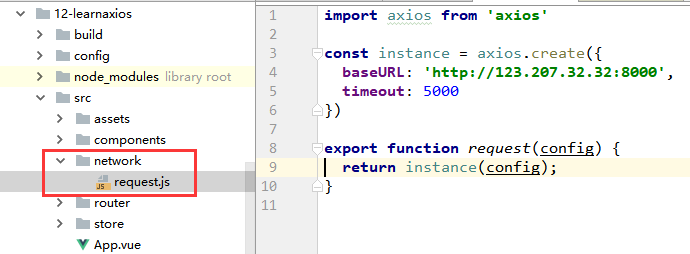 12-learnaxios
build
config
node_modules library root
src
assets
components
network
request.js
router
store
App.vue
1 import axios from 'axios'
2
3 const instance = axios.create({
4 baseURL: 'http://123.207.32.32:8000',
5 timeout: 5000
6 })
7
8 export function request(config) {
9 return instance(config);
10 }
11